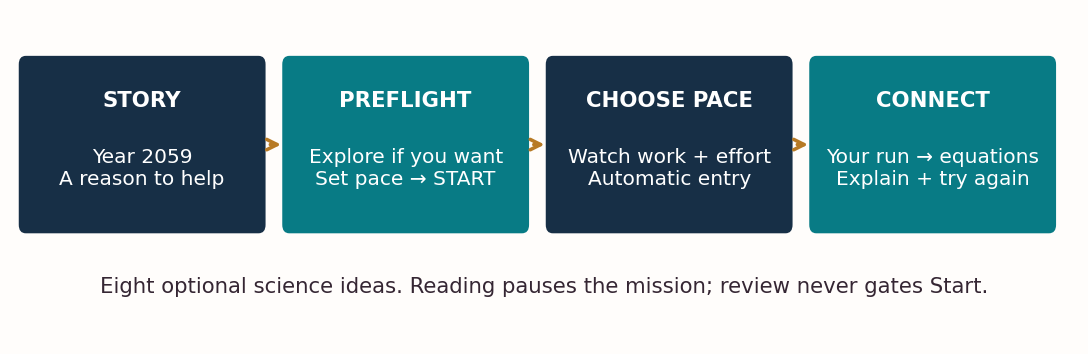 STORY
Year 2059
A reason to help
PREFLIGHT
Explore if you want
Set pace → START
CHOOSE PACE
Watch work + effort
Automatic entry
CONNECT
Your run → equations
Explain + try again
Eight optional science ideas. Reading pauses the mission; review never gates Start.